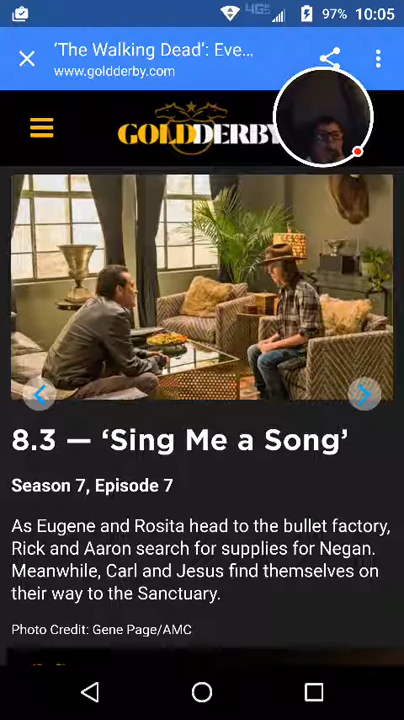 4G
97% 10:05
‘The Walking Dead’: Eve...
www.goldderby.com
GOLDDERBY
8.3 — ‘Sing Me a Song’
Season 7, Episode 7
As Eugene and Rosita head to the bullet factory,
Rick and Aaron search for supplies for Negan.
Meanwhile, Carl and Jesus find themselves on
their way to the Sanctuary.
Photo Credit: Gene Page/AMC